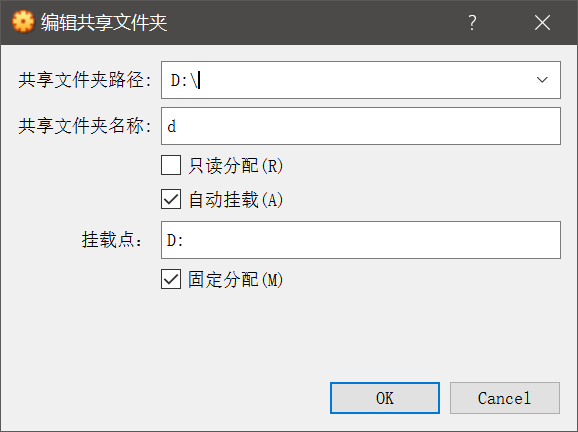 编辑共享文件夹
共享文件夹路径: D:\
共享文件夹名称: d
只读分配(R)
自动挂载(A)
挂载点: D:
固定分配(M)
OK Cancel